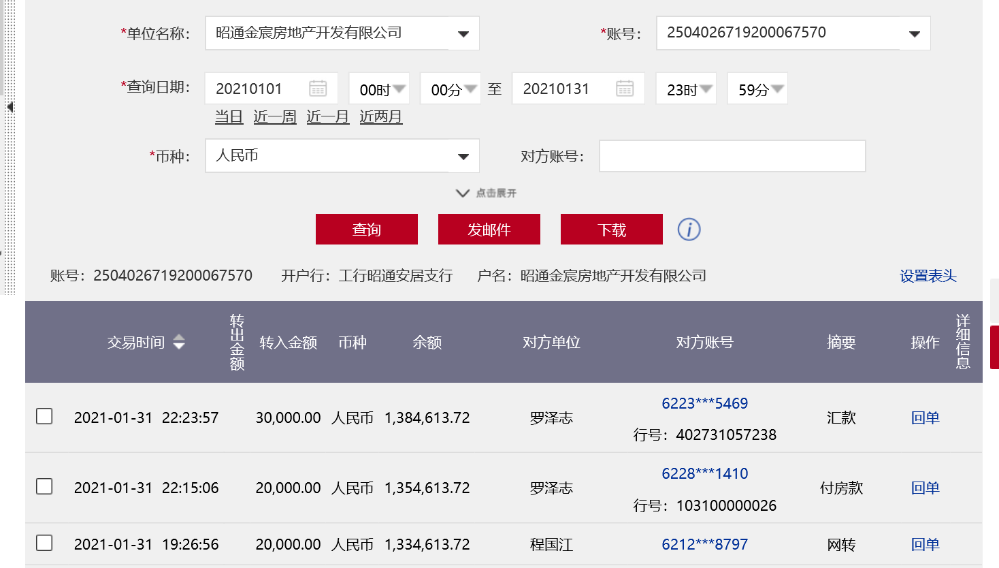 *单位名称： 昭通金宸房地产开发有限公司 *账号： 2504026719200067570
*查询日期： 20210101 00时 00分 至 20210131 23时 59分
当日 近一周 近一月 近两月
*币种： 人民币 对方账号：
点击展开
查询 发邮件 下载 i
账号：2504026719200067570 开户行：工行昭通安居支行 户名：昭通金宸房地产开发有限公司 设置表头
交易时间 转出金额 转入金额 币种 余额 对方单位 对方账号 摘要 操作 详细信息
2021-01-31 22:23:57 30,000.00 人民币 1,384,613.72 罗泽志 6223***5469 汇款 回单
行号：402731057238
2021-01-31 22:15:06 20,000.00 人民币 1,354,613.72 罗泽志 6228***1410 付房款 回单
行号：103100000026
2021-01-31 19:26:56 20,000.00 人民币 1,334,613.72 程国江 6212***8797 网转 回单